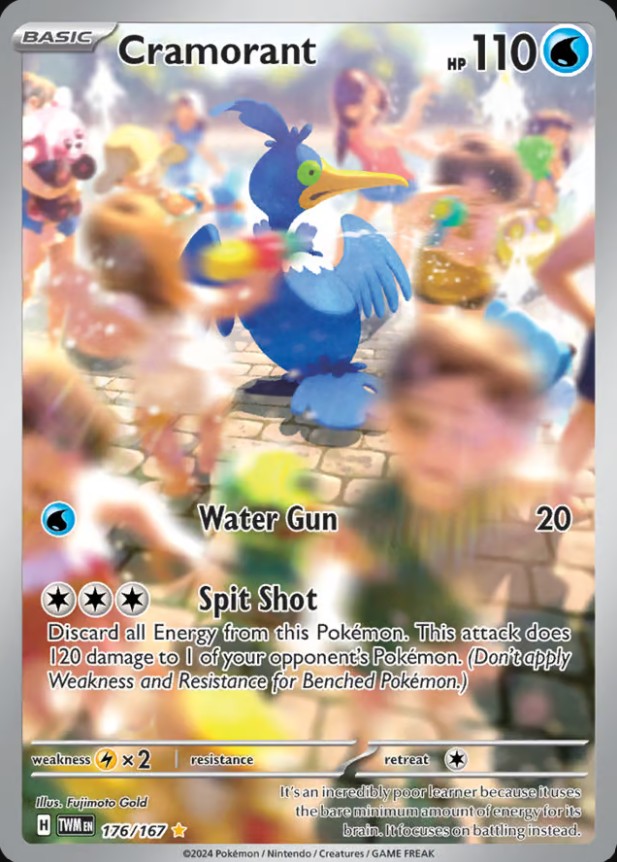 BASIC Cramorant HP 110
Water Gun 20
Spit Shot
Discard all Energy from this Pokémon. This attack does
120 damage to 1 of your opponent's Pokémon. (Don't apply
Weakness and Resistance for Benched Pokémon.)
weakness ×2 resistance retreat
Illus. Fujimoto Gold
It's an incredibly poor learner because it uses
the bare minimum amount of energy for its
brain. It focuses on battling instead.
H TWM EN 176/167
©2024 Pokémon / Nintendo / Creatures / GAME FREAK